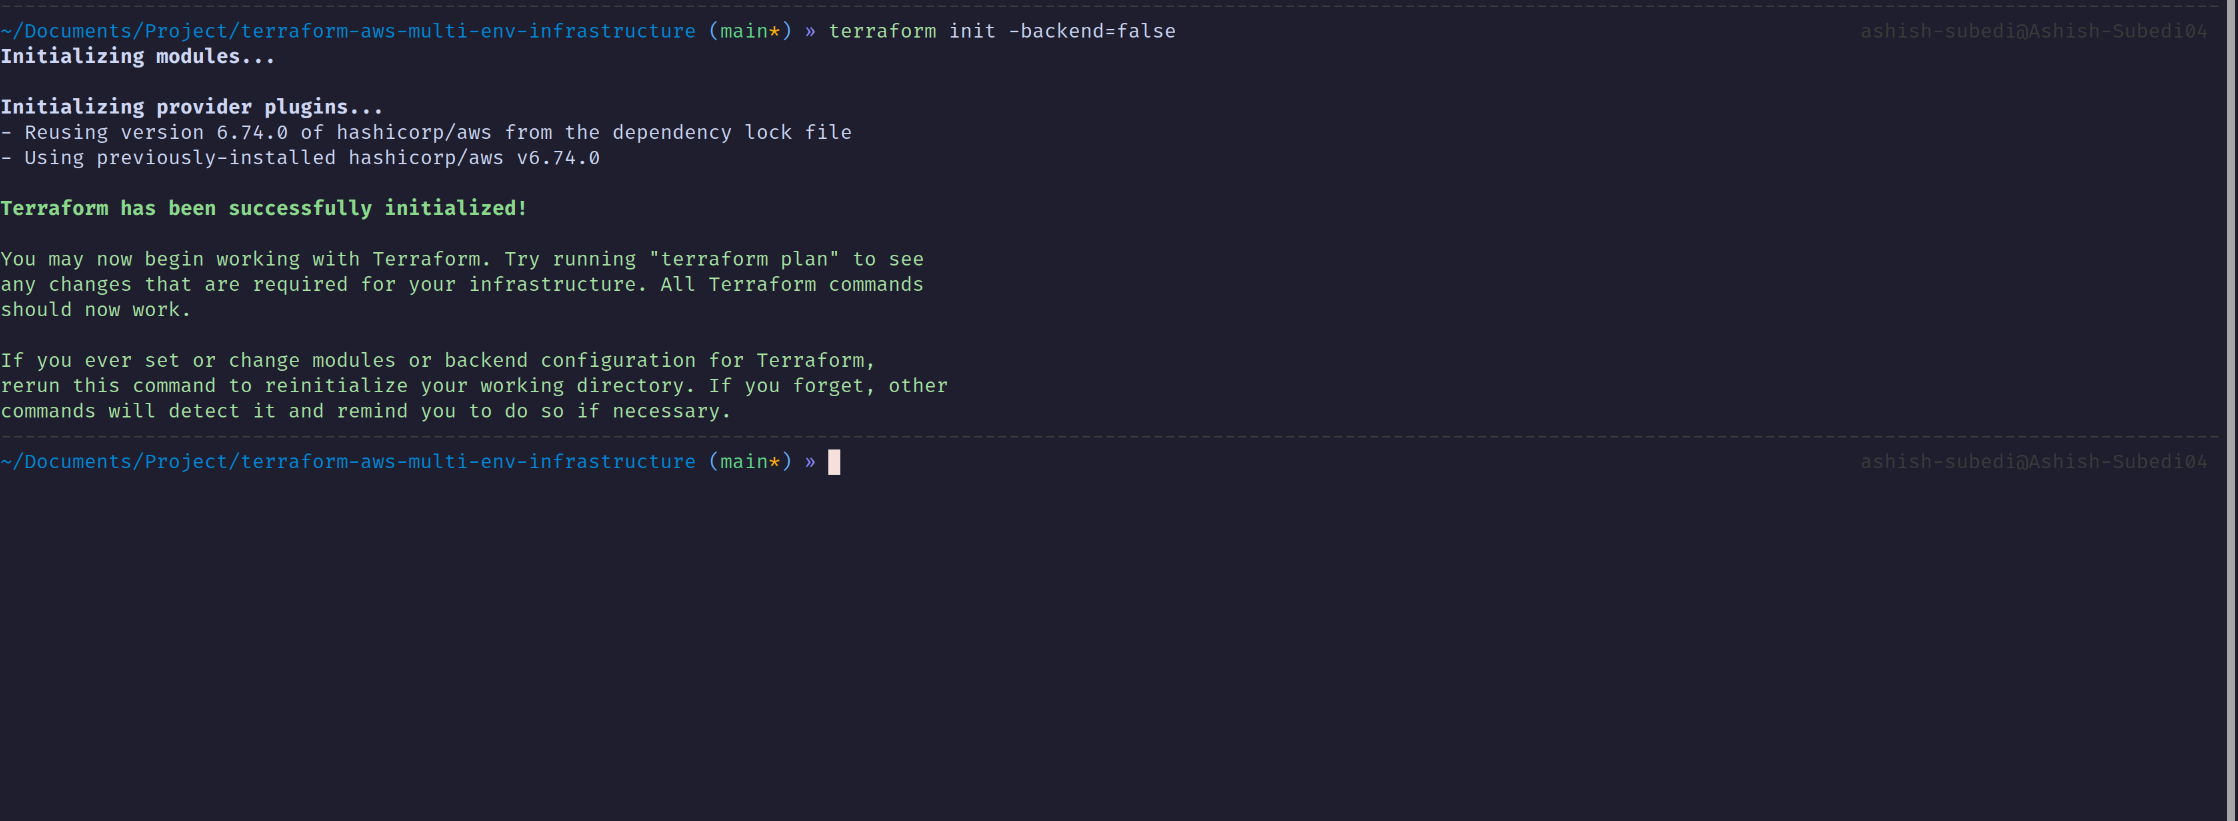 ~/Documents/Project/terraform-aws-multi-env-infrastructure (main*) » terraform init -backend=false ashish-subedi@Ashish-Subedi04
Initializing modules...
Initializing provider plugins...
- Reusing version 6.74.0 of hashicorp/aws from the dependency lock file
- Using previously-installed hashicorp/aws v6.74.0
Terraform has been successfully initialized!
You may now begin working with Terraform. Try running "terraform plan" to see
any changes that are required for your infrastructure. All Terraform commands
should now work.
If you ever set or change modules or backend configuration for Terraform,
rerun this command to reinitialize your working directory. If you forget, other
commands will detect it and remind you to do so if necessary.
~/Documents/Project/terraform-aws-multi-env-infrastructure (main*) » ashish-subedi@Ashish-Subedi04